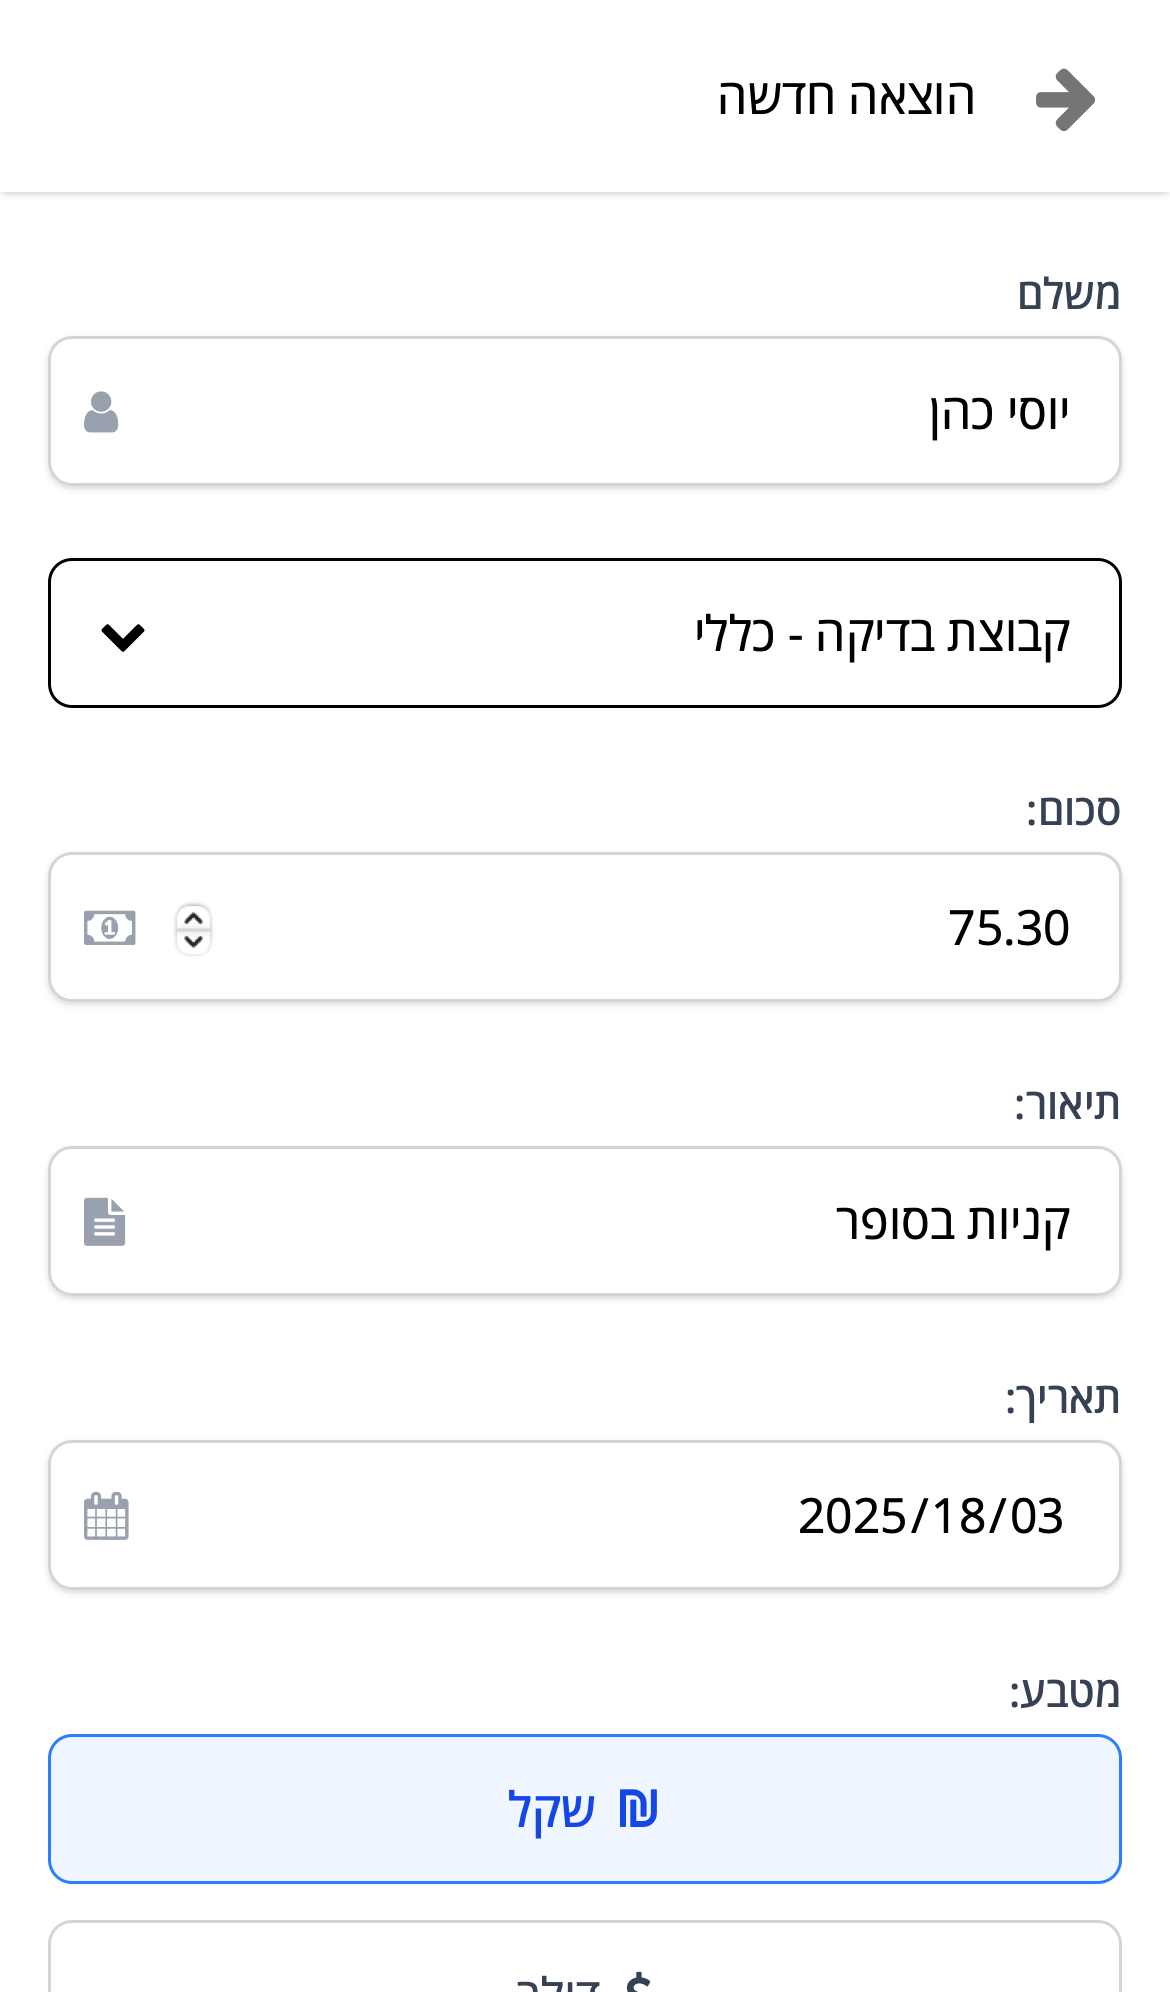 הוצאה חדשה
משלם
יוסי כהן
קבוצת בדיקה - כללי
סכום:
75.30
תיאור:
קניות בסופר
תאריך:
2025/18/03
מטבע:
₪ שקל
$ דולר